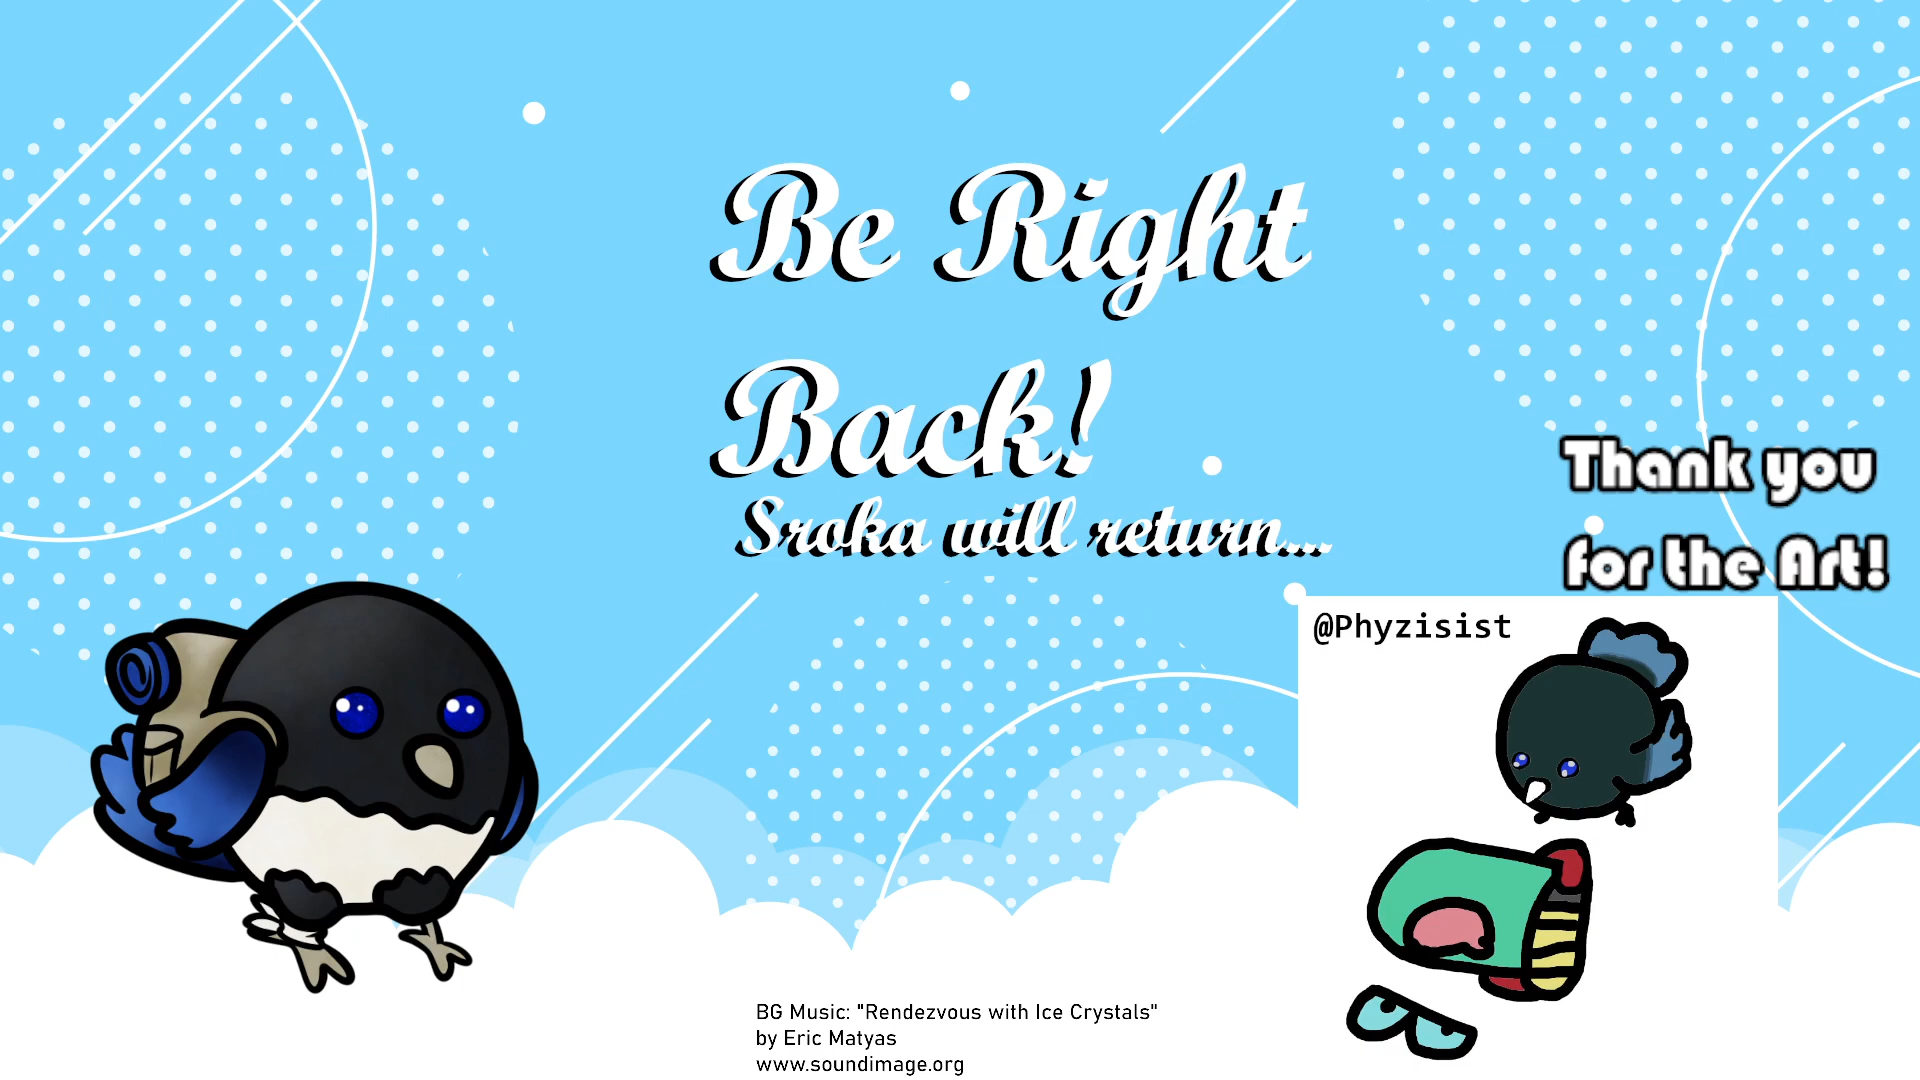 Be Right
Back!
Sroka will return....
Thank you
for the Art!
@Phyzisist
BG Music: "Rendezvous with Ice Crystals"
by Eric Matyas
www.soundimage.org